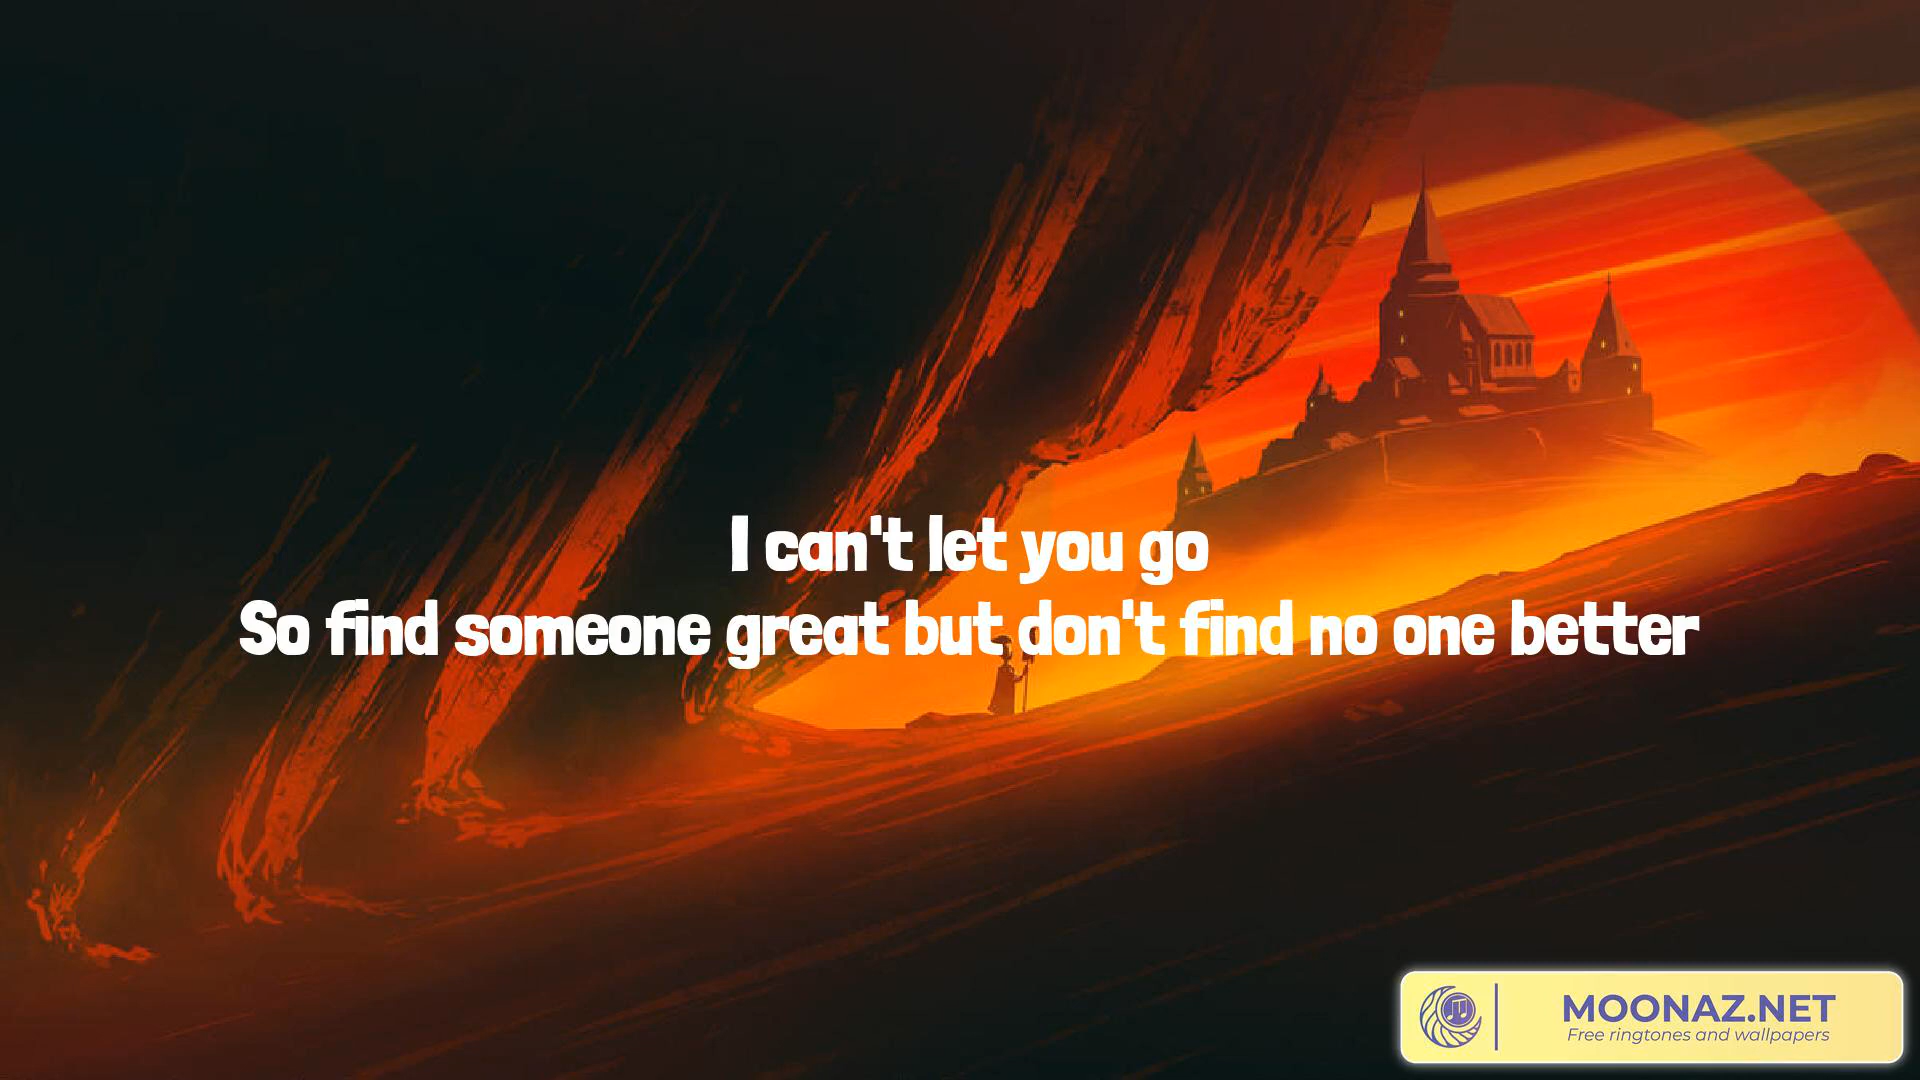 I can't let you go
So find someone great but don't find no one better
MOONAZ.NET
Free ringtones and wallpapers